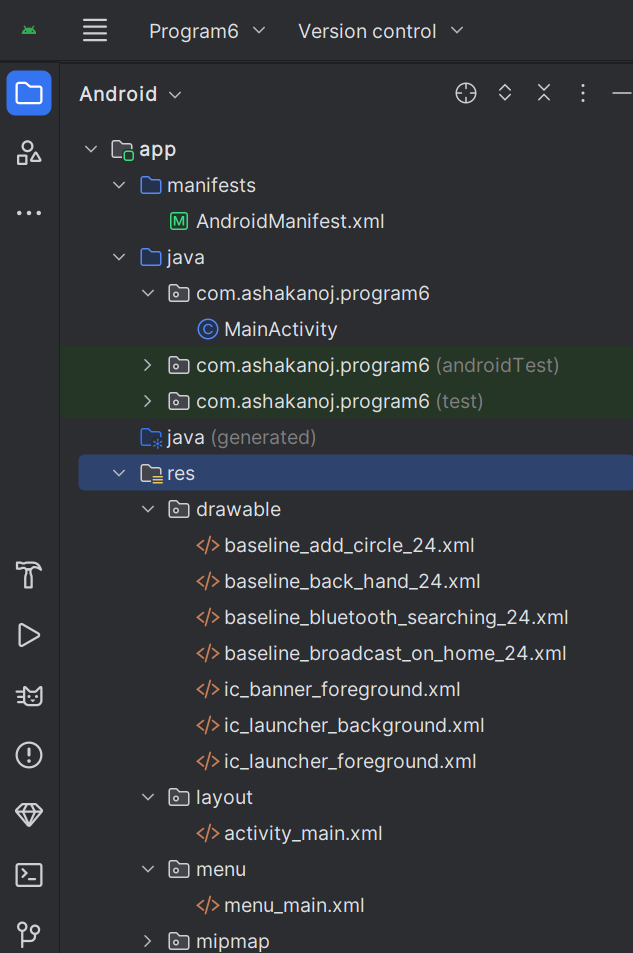 Program6 Version control
Android
app
manifests
M AndroidManifest.xml
java
com.ashakanoj.program6
C MainActivity
com.ashakanoj.program6 (androidTest)
com.ashakanoj.program6 (test)
java (generated)
res
drawable
</> baseline_add_circle_24.xml
</> baseline_back_hand_24.xml
</> baseline_bluetooth_searching_24.xml
</> baseline_broadcast_on_home_24.xml
</> ic_banner_foreground.xml
</> ic_launcher_background.xml
</> ic_launcher_foreground.xml
layout
</> activity_main.xml
menu
</> menu_main.xml
mipmap